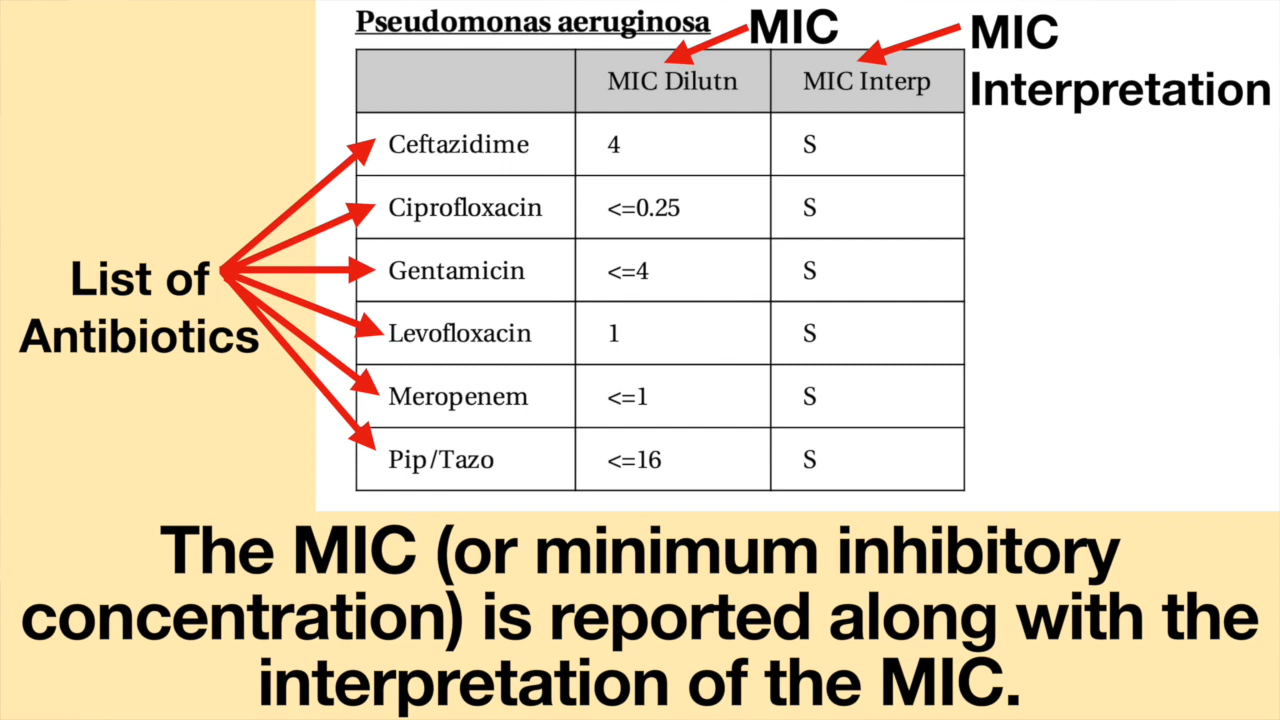 Pseudomonas aeruginosa
MIC
MIC
Interpretation
MIC Dilutn MIC Interp
Ceftazidime 4 S
Ciprofloxacin <=0.25 S
Gentamicin <=4 S
Levofloxacin 1 S
Meropenem <=1 S
Pip/Tazo <=16 S
List of
Antibiotics
The MIC (or minimum inhibitory
concentration) is reported along with the
interpretation of the MIC.